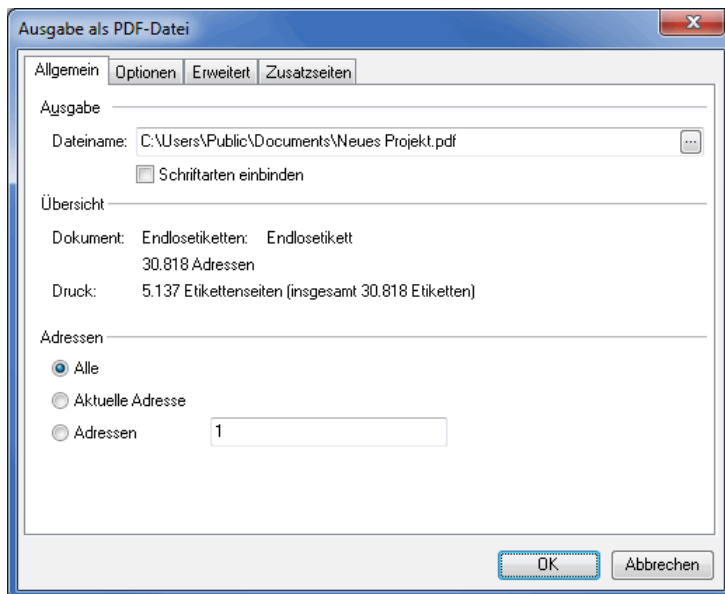 Ausgabe als PDF-Datei
Allgemein Optionen Erweitert Zusatzseiten
Ausgabe
Dateiname: C:\Users\Public\Documents\Neues Projekt.pdf ...
Schriftarten einbinden
Übersicht
Dokument: Endlosetiketten: Endlosetikett
30.818 Adressen
Druck: 5.137 Etikettenseiten (insgesamt 30.818 Etiketten)
Adressen
Alle
Aktuelle Adresse
Adressen 1
OK Abbrechen